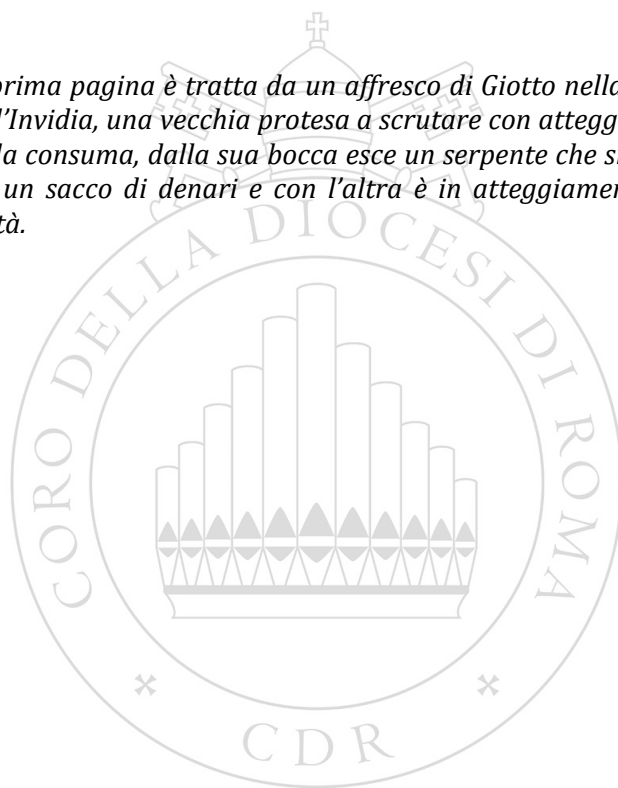 prima pagina è tratta da un affresco di Giotto nella
l'Invidia, una vecchia protesa a scrutare con attegg
la consuma, dalla sua bocca esce un serpente che s
un sacco di denari e con l'altra è in atteggiamen
tà.
CORO DELLA DIOCESI DI ROMA
CDR